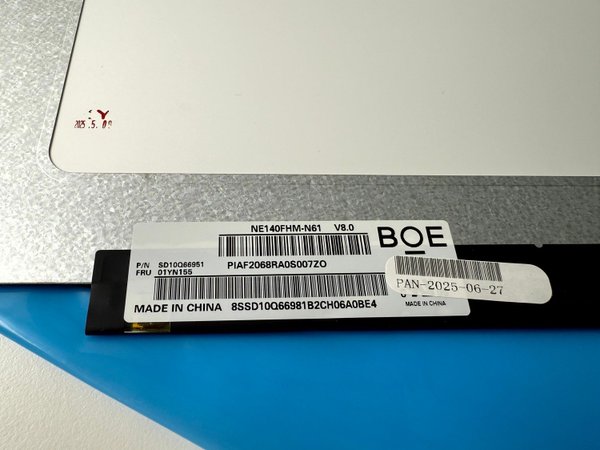 2025.5.09
NE140FHM-N61 V8.0
BOE
P/N SD10Q66951
PIAF2068RA0S007ZO
FRU 01YN155
PAN-2025-06-27
MADE IN CHINA 8SSD10Q66981B2CH06A0BE4
MADE IN CHINA